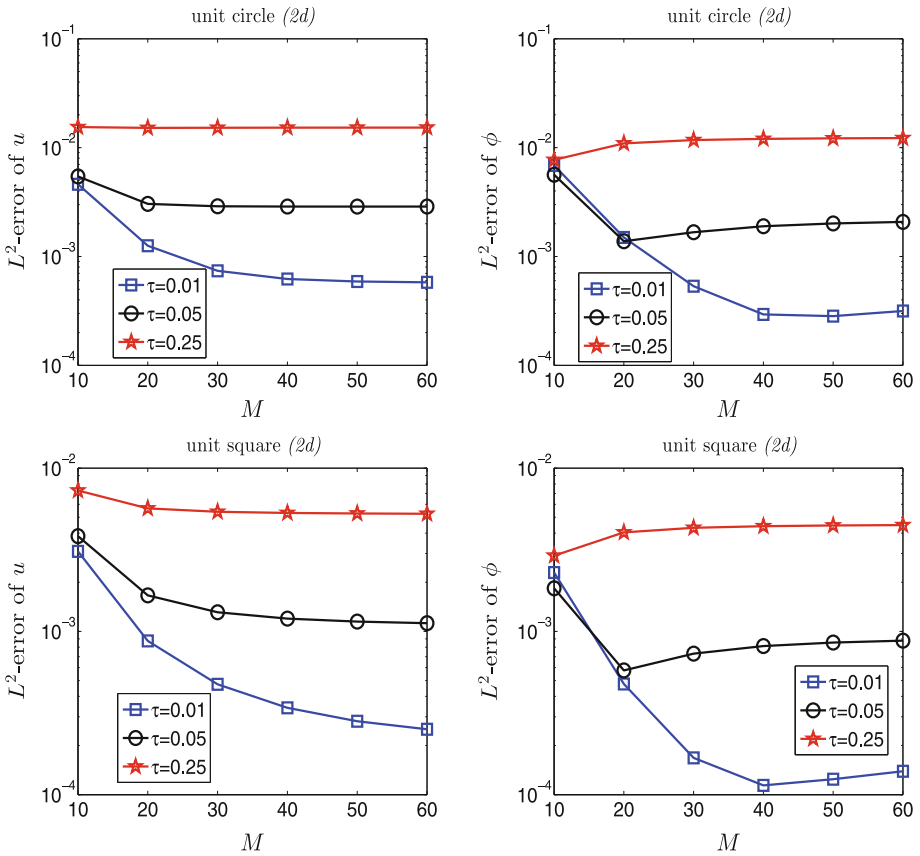 unit circle (2d)
L²-error of u
10⁻¹
10⁻²
10⁻³
10⁻⁴
τ=0.01
τ=0.05
τ=0.25
10 20 30 40 50 60
M
unit circle (2d)
L²-error of ϕ
10⁻¹
10⁻²
10⁻³
10⁻⁴
τ=0.01
τ=0.05
τ=0.25
10 20 30 40 50 60
M
unit square (2d)
L²-error of u
10⁻²
10⁻³
10⁻⁴
τ=0.01
τ=0.05
τ=0.25
10 20 30 40 50 60
M
unit square (2d)
L²-error of ϕ
10⁻²
10⁻³
10⁻⁴
τ=0.01
τ=0.05
τ=0.25
10 20 30 40 50 60
M